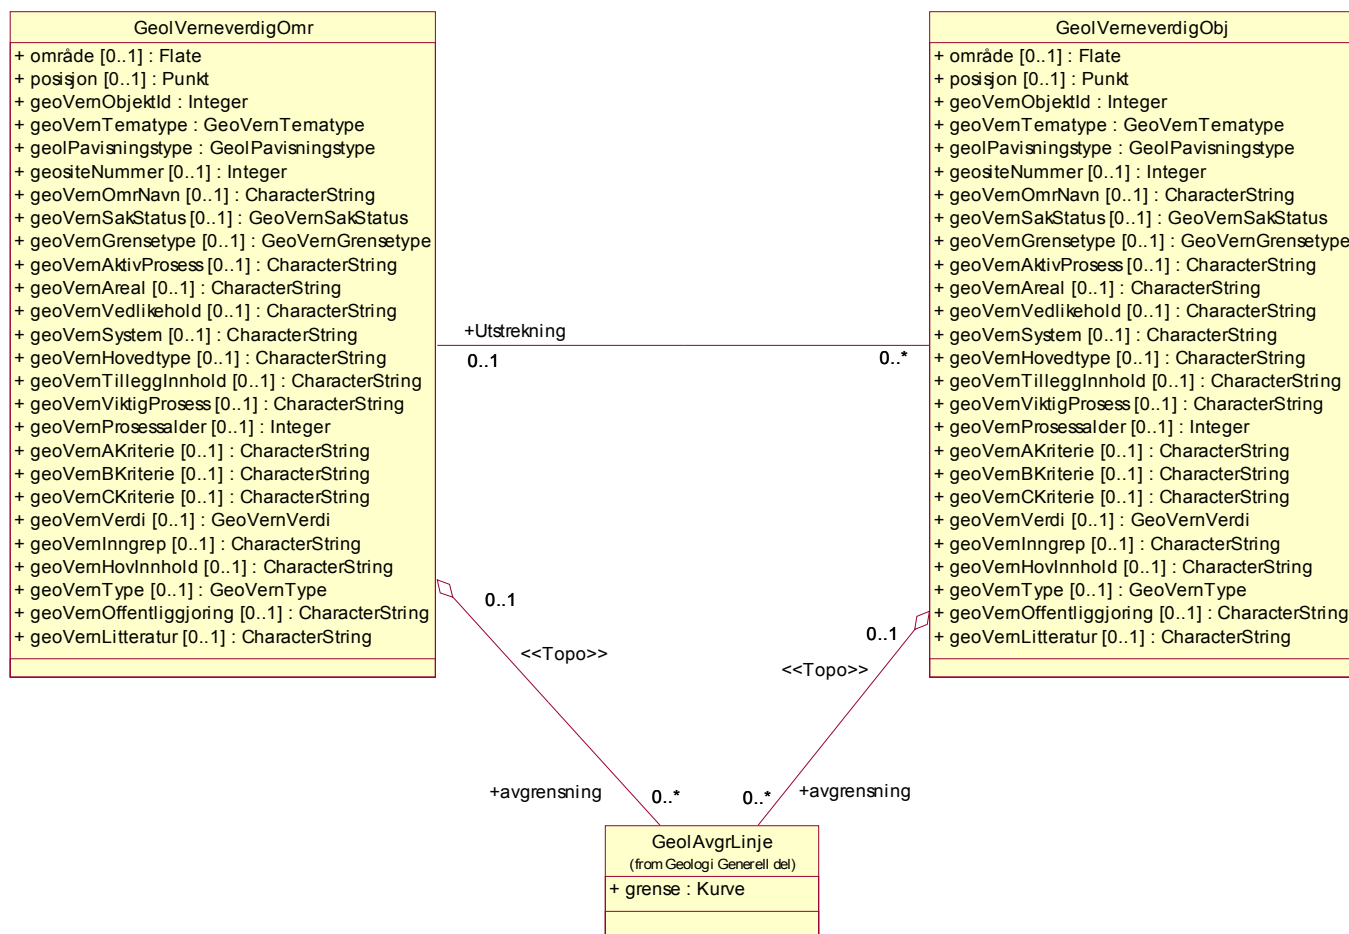 GeolVerneverdigOmr
+ område [0..1] : Flate
+ posisjon [0..1] : Punkt
+ geoVernObjektId : Integer
+ geoVernTematype : GeoVernTematype
+ geolPavisningstype : GeolPavisningstype
+ geositeNummer [0..1] : Integer
+ geoVernOmrNavn [0..1] : CharacterString
+ geoVernSakStatus [0..1] : GeoVernSakStatus
+ geoVernGrensetype [0..1] : GeoVernGrensetype
+ geoVernAktivProsess [0..1] : CharacterString
+ geoVernAreal [0..1] : CharacterString
+ geoVernVedlikehold [0..1] : CharacterString
+ geoVernSystem [0..1] : CharacterString
+ geoVernHovedtype [0..1] : CharacterString
+ geoVernTilleggInnhold [0..1] : CharacterString
+ geoVernViktigProsess [0..1] : CharacterString
+ geoVernProsessalder [0..1] : Integer
+ geoVernAKriterie [0..1] : CharacterString
+ geoVernBKriterie [0..1] : CharacterString
+ geoVernCKriterie [0..1] : CharacterString
+ geoVernVerdi [0..1] : GeoVernVerdi
+ geoVernInngrep [0..1] : CharacterString
+ geoVernHovInnhold [0..1] : CharacterString
+ geoVernType [0..1] : GeoVernType
+ geoVernOffentliggjoring [0..1] : CharacterString
+ geoVernLitteratur [0..1] : CharacterString
+Utstrekning
0..1
0..*
GeolVerneverdigObj
+ område [0..1] : Flate
+ posisjon [0..1] : Punkt
+ geoVernObjektId : Integer
+ geoVernTematype : GeoVernTematype
+ geolPavisningstype : GeolPavisningstype
+ geositeNummer [0..1] : Integer
+ geoVernOmrNavn [0..1] : CharacterString
+ geoVernSakStatus [0..1] : GeoVernSakStatus
+ geoVernGrensetype [0..1] : GeoVernGrensetype
+ geoVernAktivProsess [0..1] : CharacterString
+ geoVernAreal [0..1] : CharacterString
+ geoVernVedlikehold [0..1] : CharacterString
+ geoVernSystem [0..1] : CharacterString
+ geoVernHovedtype [0..1] : CharacterString
+ geoVernTilleggInnhold [0..1] : CharacterString
+ geoVernViktigProsess [0..1] : CharacterString
+ geoVernProsessalder [0..1] : Integer
+ geoVernAKriterie [0..1] : CharacterString
+ geoVernBKriterie [0..1] : CharacterString
+ geoVernCKriterie [0..1] : CharacterString
+ geoVernVerdi [0..1] : GeoVernVerdi
+ geoVernInngrep [0..1] : CharacterString
+ geoVernHovInnhold [0..1] : CharacterString
+ geoVernType [0..1] : GeoVernType
+ geoVernOffentliggjoring [0..1] : CharacterString
+ geoVernLitteratur [0..1] : CharacterString
0..1
<<Topo>>
+avgrensning
0..*
0..1
<<Topo>>
0..*
+avgrensning
GeolAvgrLinje
(from Geologi Generell del)
+ grense : Kurve